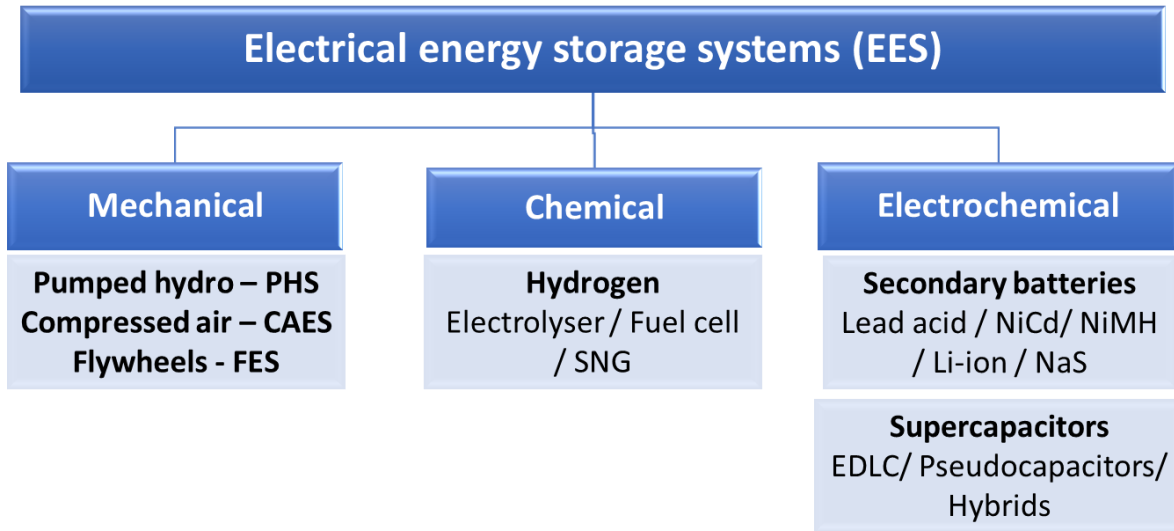 Electrical energy storage systems (EES)
Mechanical
Pumped hydro – PHS
Compressed air – CAES
Flywheels - FES
Chemical
Hydrogen
Electrolyser / Fuel cell
/ SNG
Electrochemical
Secondary batteries
Lead acid / NiCd/ NiMH
/ Li-ion / NaS
Supercapacitors
EDLC/ Pseudocapacitors/
Hybrids